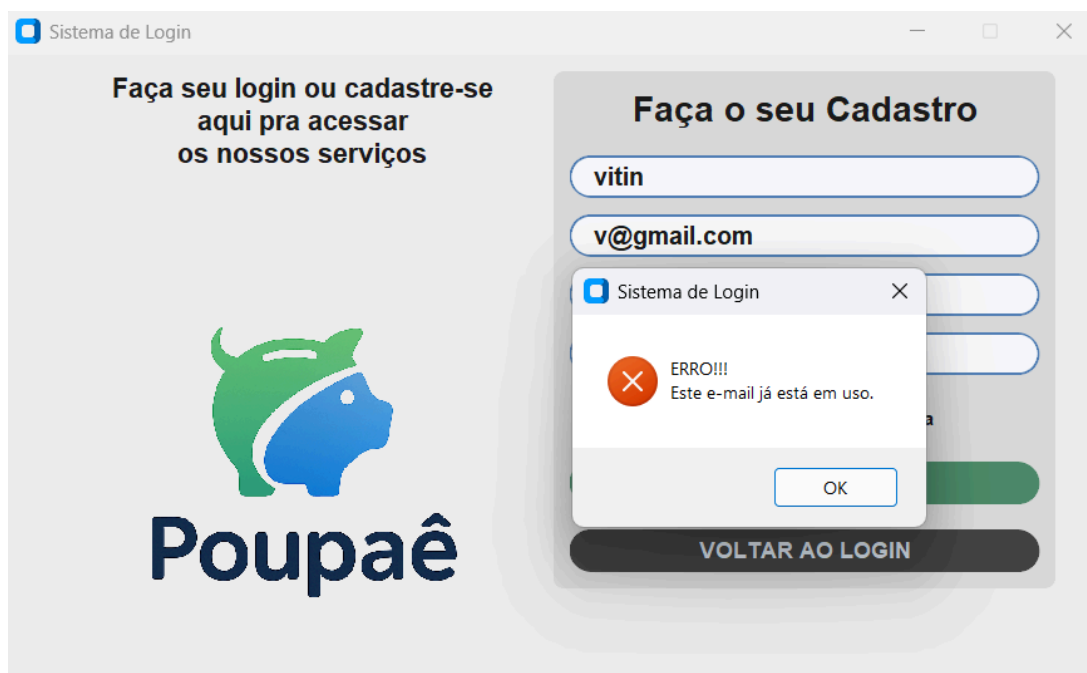 Sistema de Login
Faça seu login ou cadastre-se
aqui pra acessar
os nossos serviços
Poupaê
Faça o seu Cadastro
vitin
v@gmail.com
Sistema de Login
ERRO!!!
Este e-mail já está em uso.
OK
VOLTAR AO LOGIN